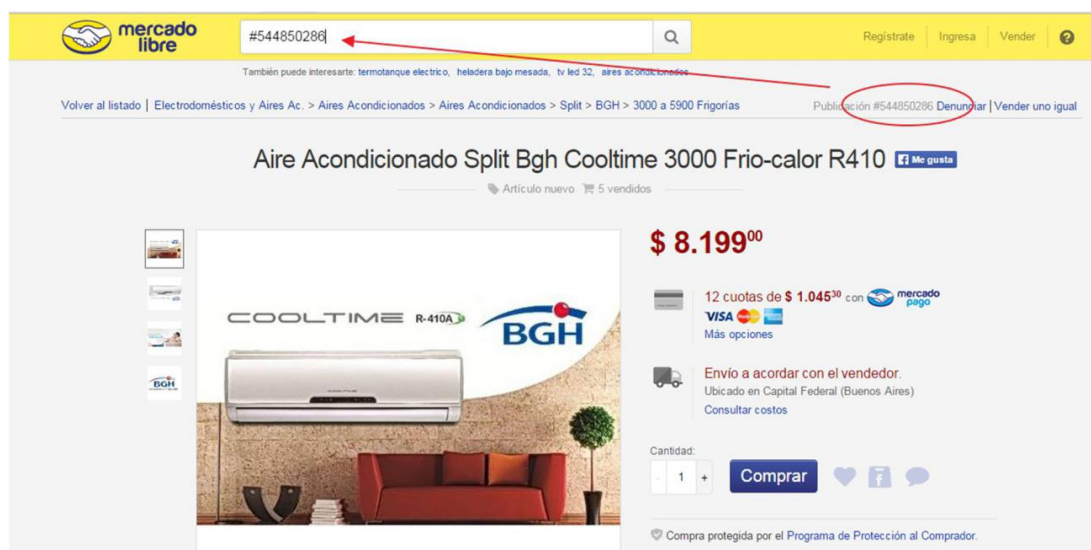 mercado
libre
#544850286
Regístrate
Ingresa
Vender
?
También puede interesarte: termotanque electrico, heladera bajo mesada, tv led 32, aires acondicionados
Volver al listado | Electrodomésticos y Aires Ac. > Aires Acondicionados > Aires Acondicionados > Split > BGH > 3000 a 5900 Frigorías
Publicación #544850286 Denunciar | Vender uno igual
Aire Acondicionado Split Bgh Cooltime 3000 Frio-calor R410
Me gusta
Artículo nuevo 5 vendidos
$ 8.199⁰⁰
COOLTIME R-410A
BGH
12 cuotas de $ 1.045³⁰ con mercado pago
VISA
Más opciones
Envío a acordar con el vendedor.
Ubicado en Capital Federal (Buenos Aires)
Consultar costos
BGH
Cantidad:
- 1 +
Comprar
Compra protegida por el Programa de Protección al Comprador.